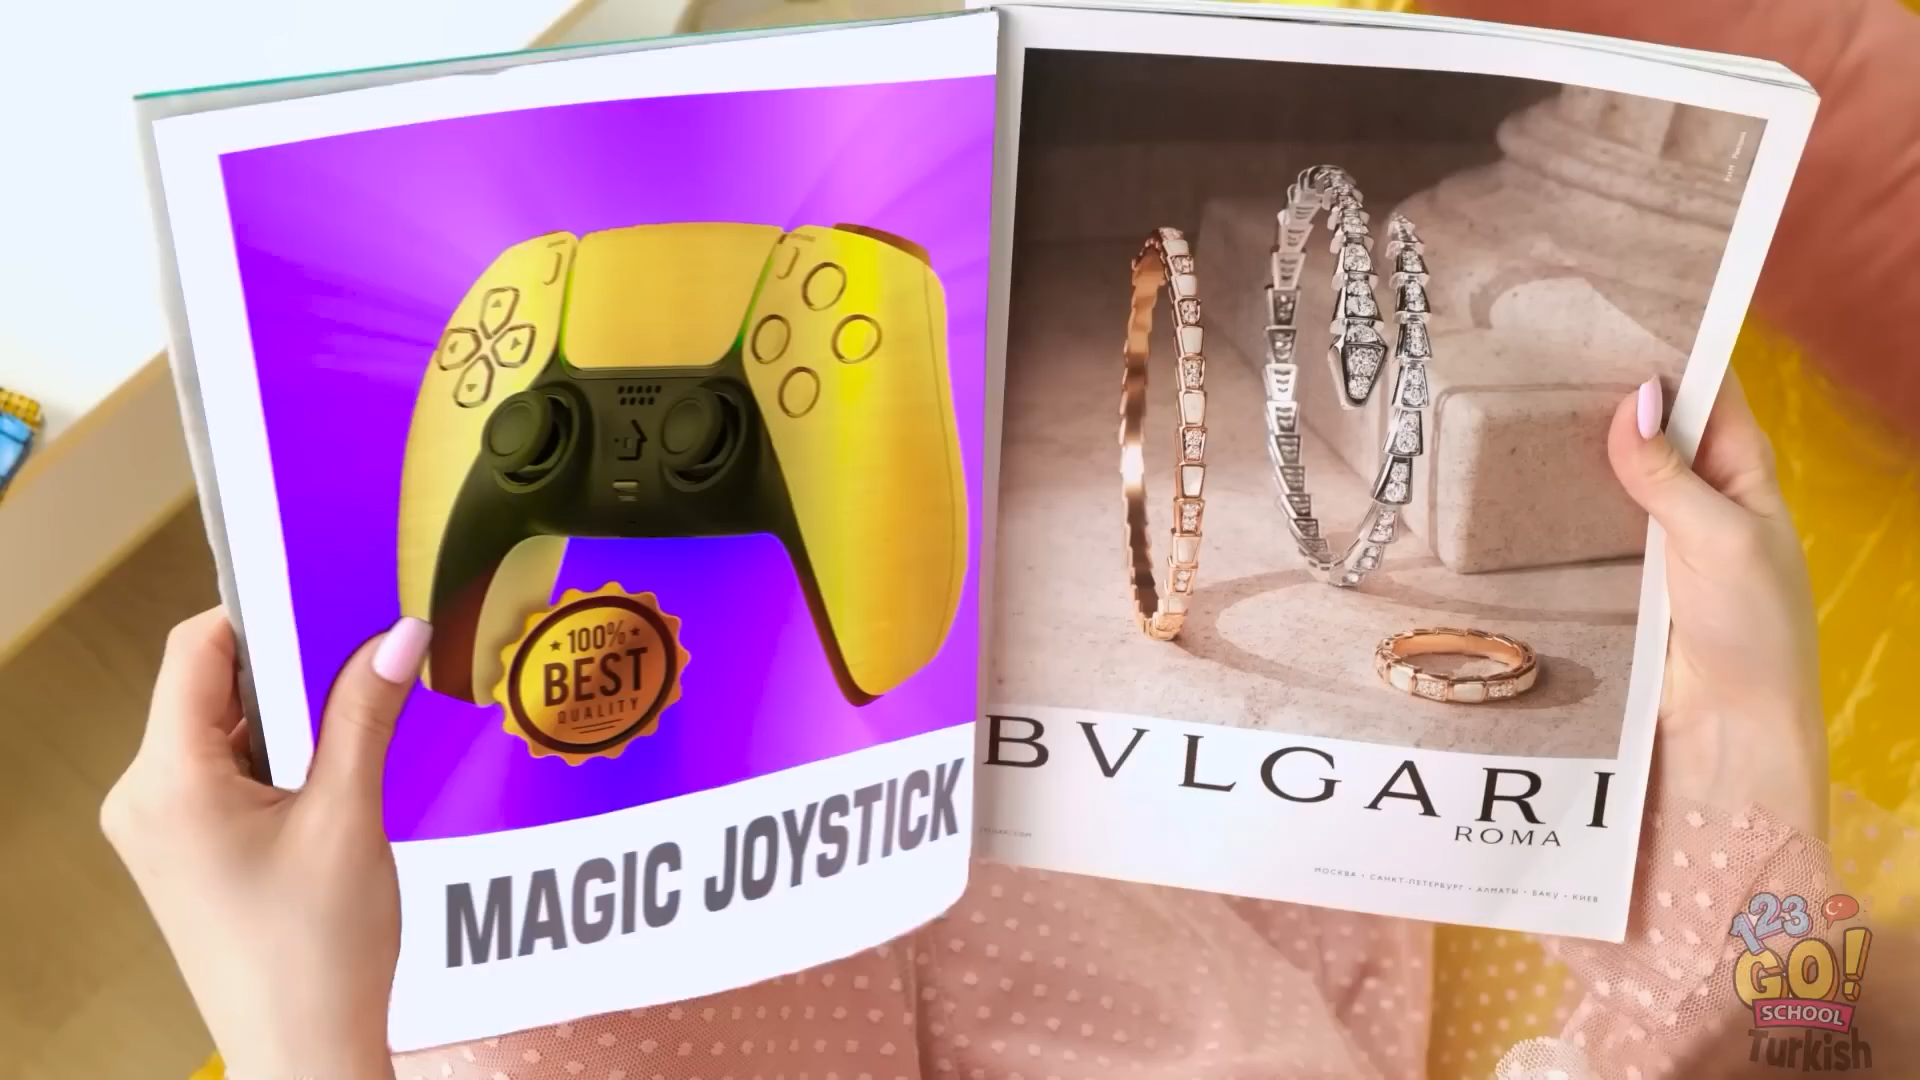 100%
BEST
QUALITY
MAGIC JOYSTICK
BVLGARI
ROMA
МОСКВА • САНКТ-ПЕТЕРБУРГ • АЛМАТЫ • БАКУ • КИЕВ
123
GO!
SCHOOL
Turkish